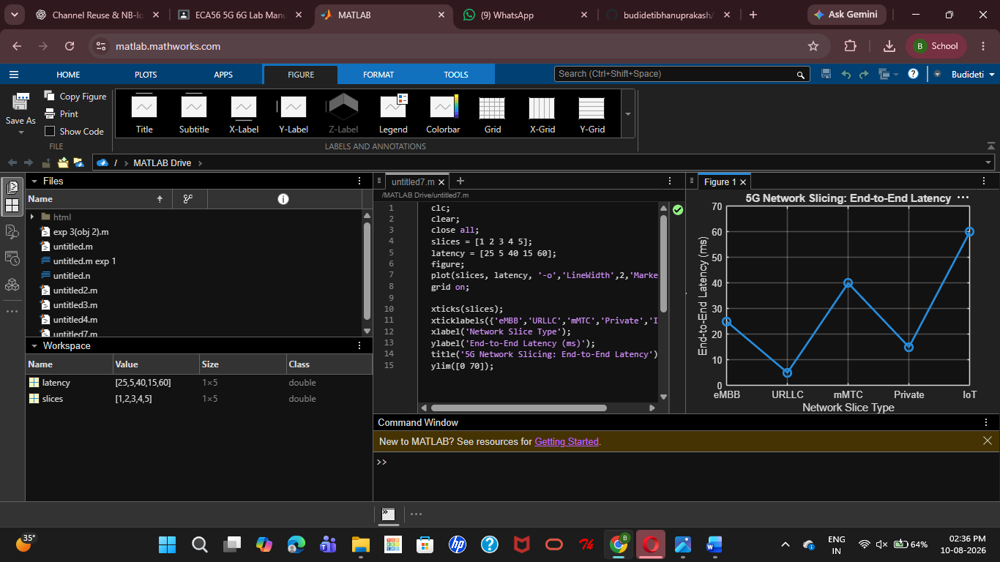 Channel Reuse & NB-Io
ECA56 5G 6G Lab Manu
MATLAB
(9) WhatsApp
budidetibhanuprakash/
Ask Gemini
matlab.mathworks.com
B School
HOME PLOTS APPS FIGURE FORMAT TOOLS
Search (Ctrl+Shift+Space)
Budideti
Save As
Copy Figure
Print
Show Code
FILE
Title Subtitle X-Label Y-Label Z-Label Legend Colorbar Grid X-Grid Y-Grid
LABELS AND ANNOTATIONS
/ MATLAB Drive
Files
Name
html
exp 3(obj 2).m
untitled.m
untitled.m exp 1
untitled.n
untitled2.m
untitled3.m
untitled4.m
untitled7.m
Workspace
Name Value Size Class
latency [25,5,40,15,60] 1×5 double
slices [1,2,3,4,5] 1×5 double
untitled7.m
/MATLAB Drive/untitled7.m
1 clc;
2 clear;
3 close all;
4 slices = [1 2 3 4 5];
5 latency = [25 5 40 15 60];
6 figure;
7 plot(slices, latency, '-o','LineWidth',2,'Marke
8 grid on;
9
10 xticks(slices);
11 xticklabels({'eMBB','URLLC','mMTC','Private','I
12 xlabel('Network Slice Type');
13 ylabel('End-to-End Latency (ms)');
14 title('5G Network Slicing: End-to-End Latency')
15 ylim([0 70]);
Figure 1
5G Network Slicing: End-to-End Latency
End-to-End Latency (ms)
70
60
50
40
30
20
10
0
eMBB URLLC mMTC Private IoT
Network Slice Type
Command Window
New to MATLAB? See resources for Getting Started.
>>
35°
ENG
IN
64%
02:36 PM
10-08-2026